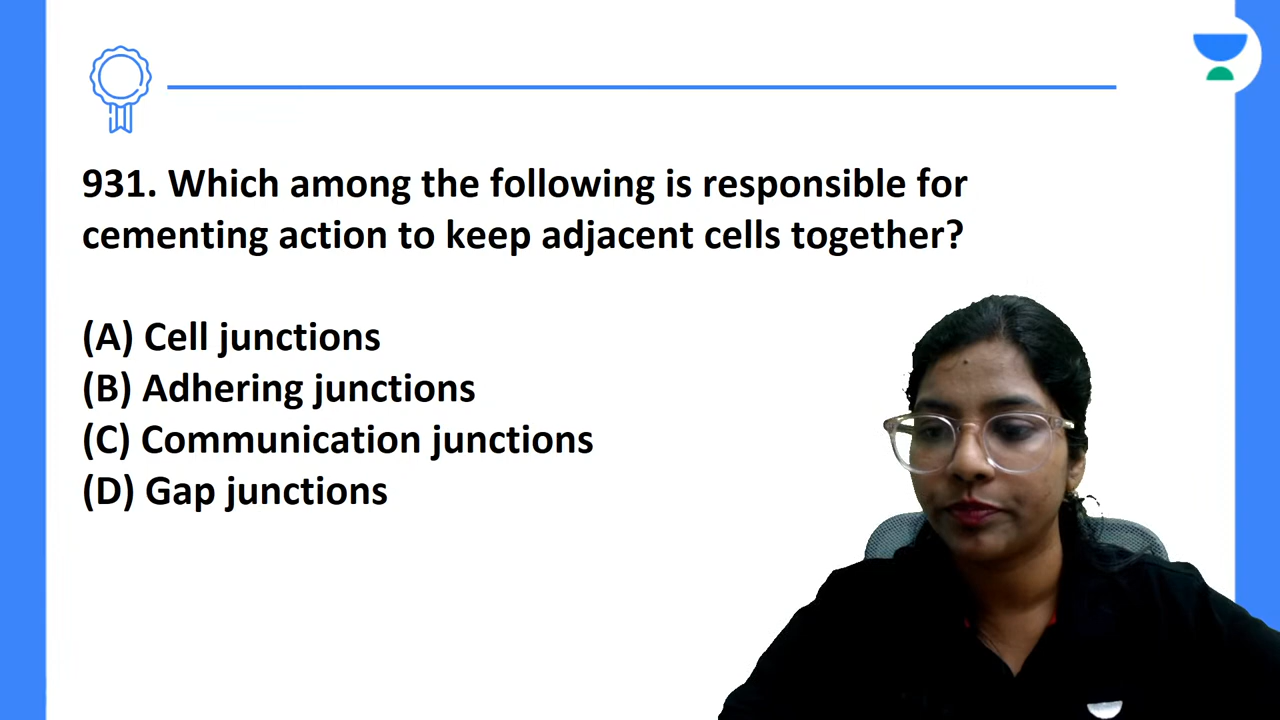 931. Which among the following is responsible for
cementing action to keep adjacent cells together?
(A) Cell junctions
(B) Adhering junctions
(C) Communication junctions
(D) Gap junctions